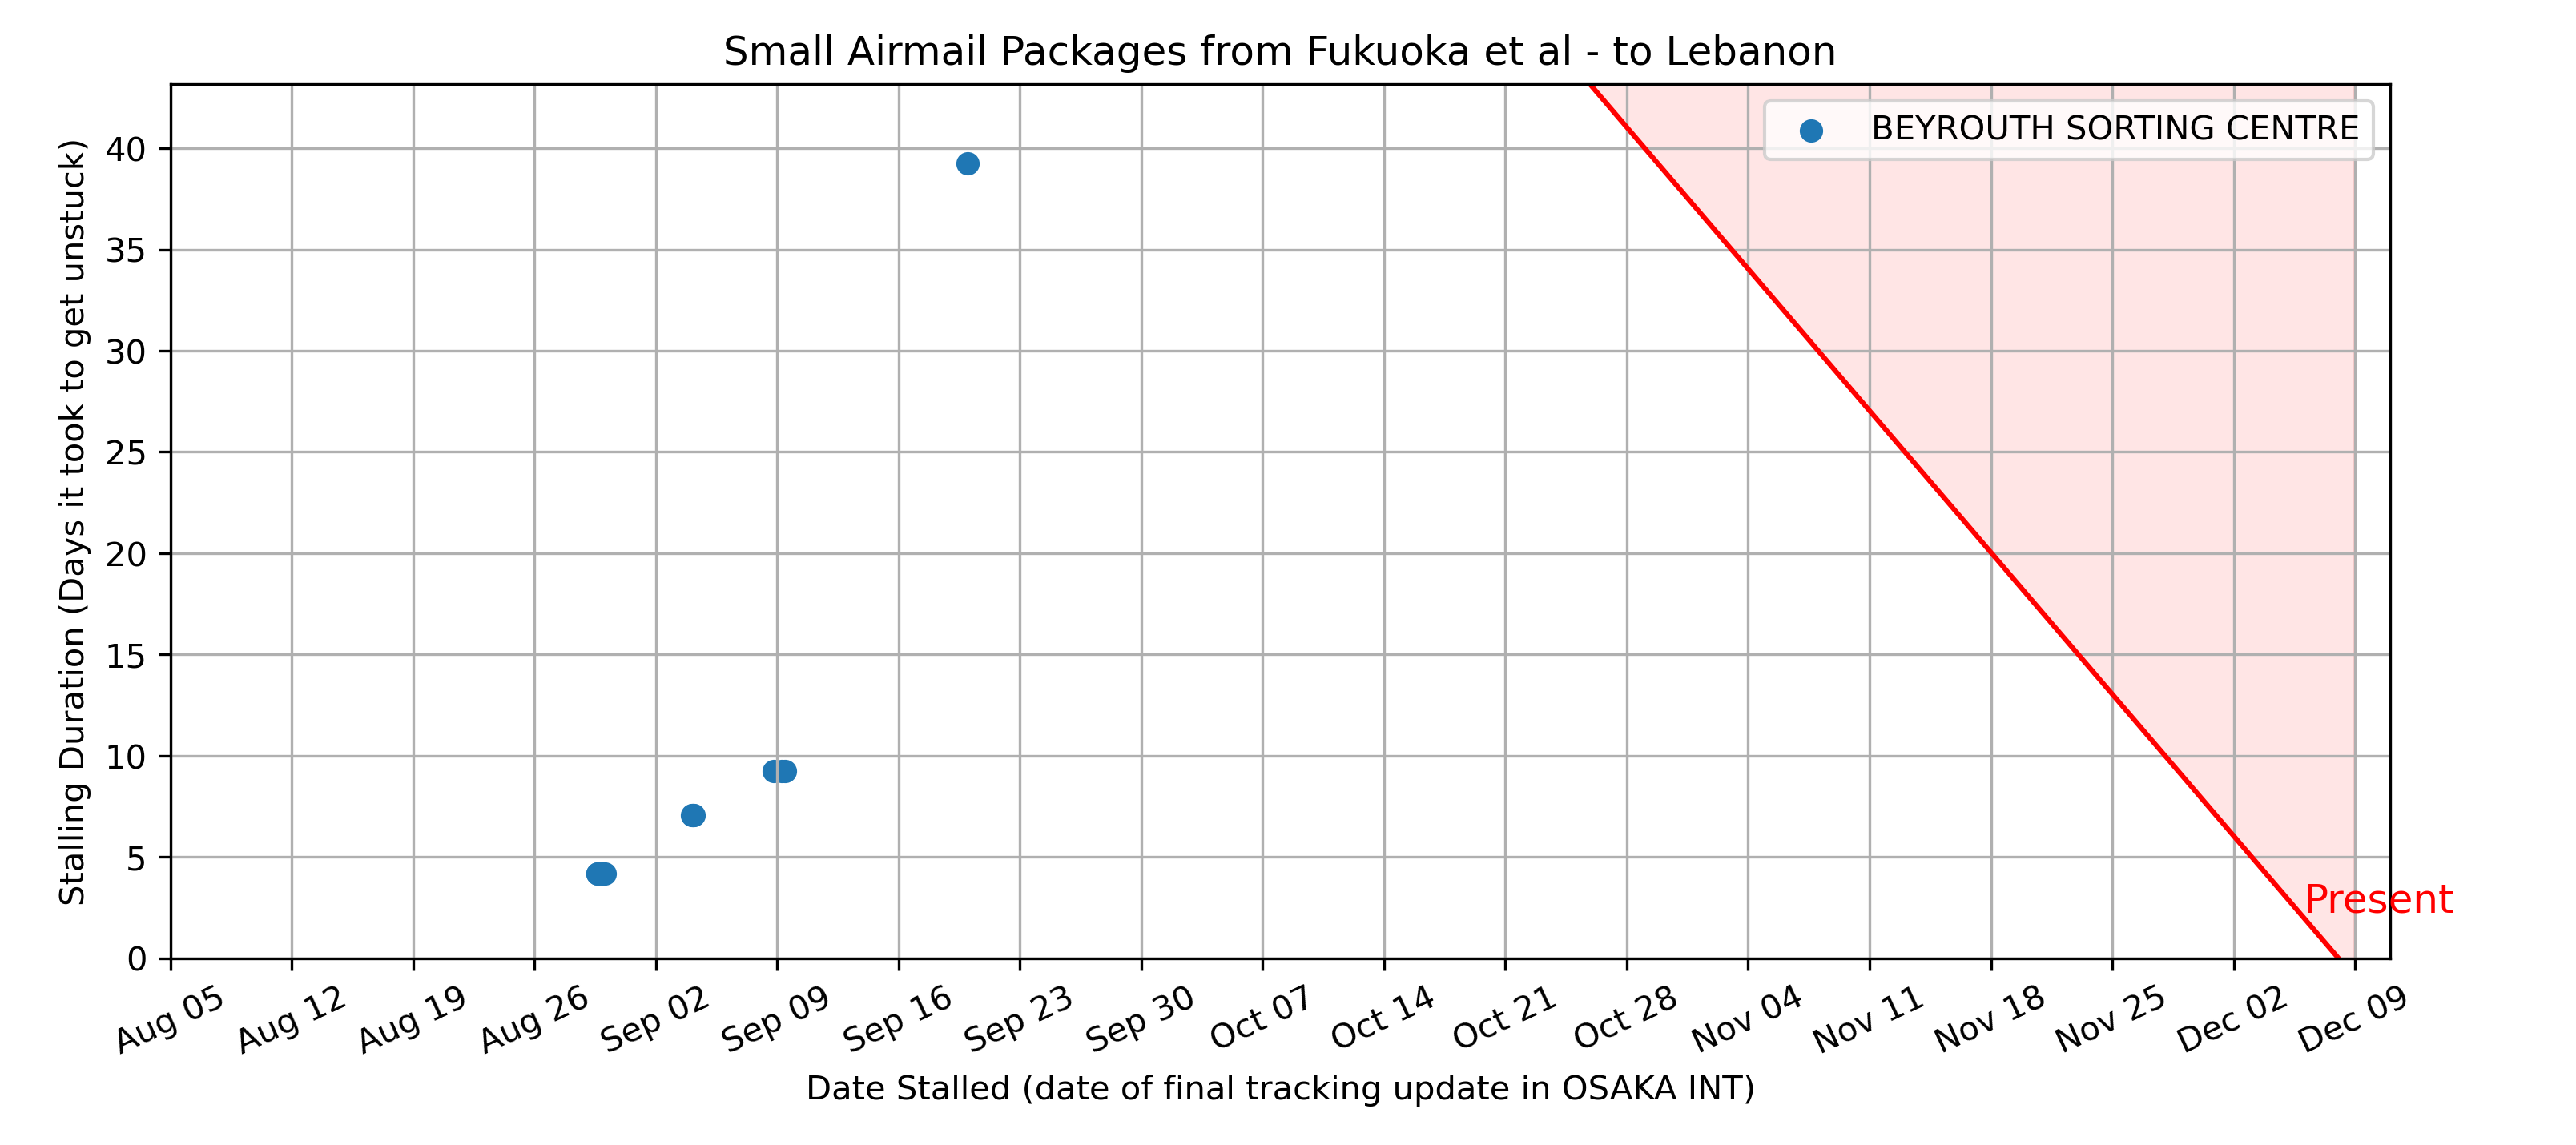 Small Airmail Packages from Fukuoka et al - to Lebanon
BEYROUTH SORTING CENTRE
Stalling Duration (Days it took to get unstuck)
40
35
30
25
20
15
10
5
0
Present
Aug 05
Aug 12
Aug 19
Aug 26
Sep 02
Sep 09
Sep 16
Sep 23
Sep 30
Oct 07
Oct 14
Oct 21
Oct 28
Nov 04
Nov 11
Nov 18
Nov 25
Dec 02
Dec 09
Date Stalled (date of final tracking update in OSAKA INT)